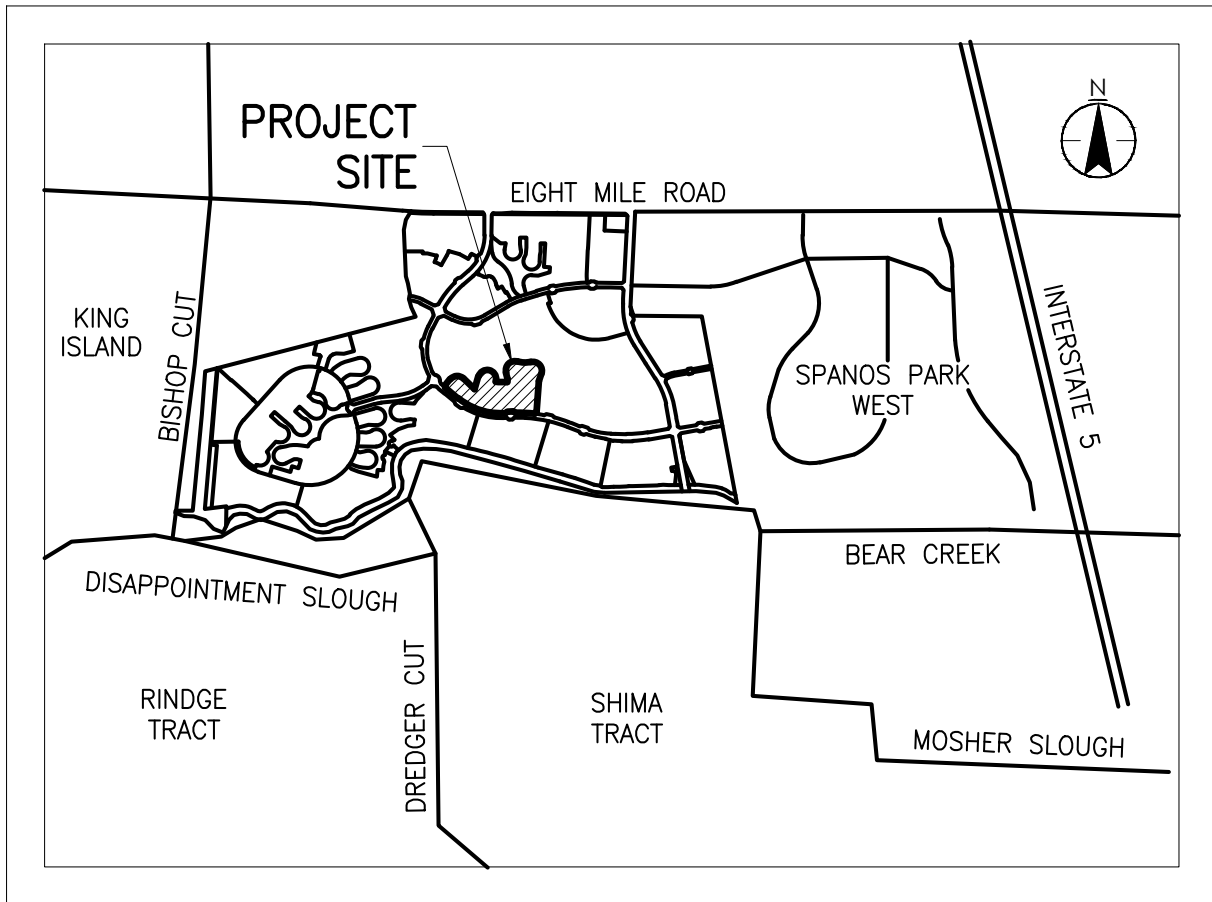 N
PROJECT
SITE
EIGHT MILE ROAD
KING
ISLAND
BISHOP CUT
INTERSTATE 5
SPANOS PARK
WEST
BEAR CREEK
DISAPPOINTMENT SLOUGH
DREDGER CUT
RINDGE
TRACT
SHIMA
TRACT
MOSHER SLOUGH